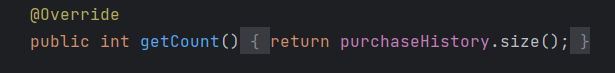 @Override
public int getCount() { return purchaseHistory.size(); }